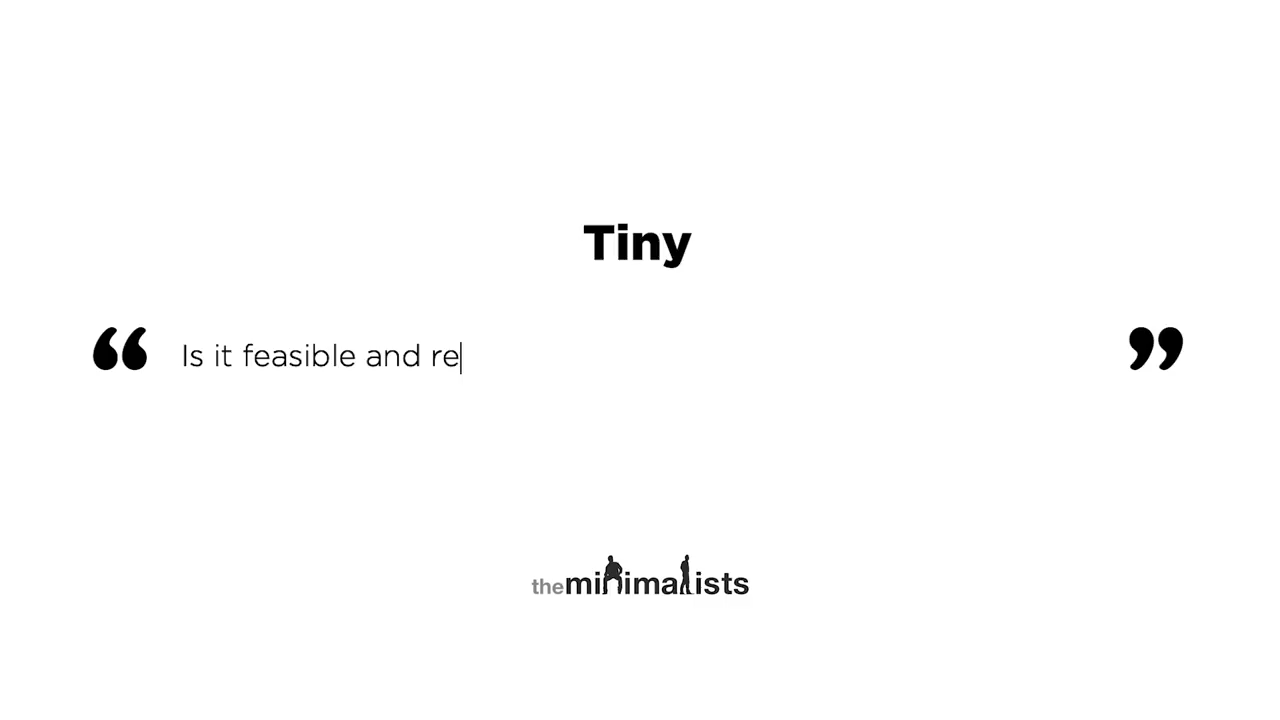 Tiny
“ Is it feasible and re ”
theminimalists